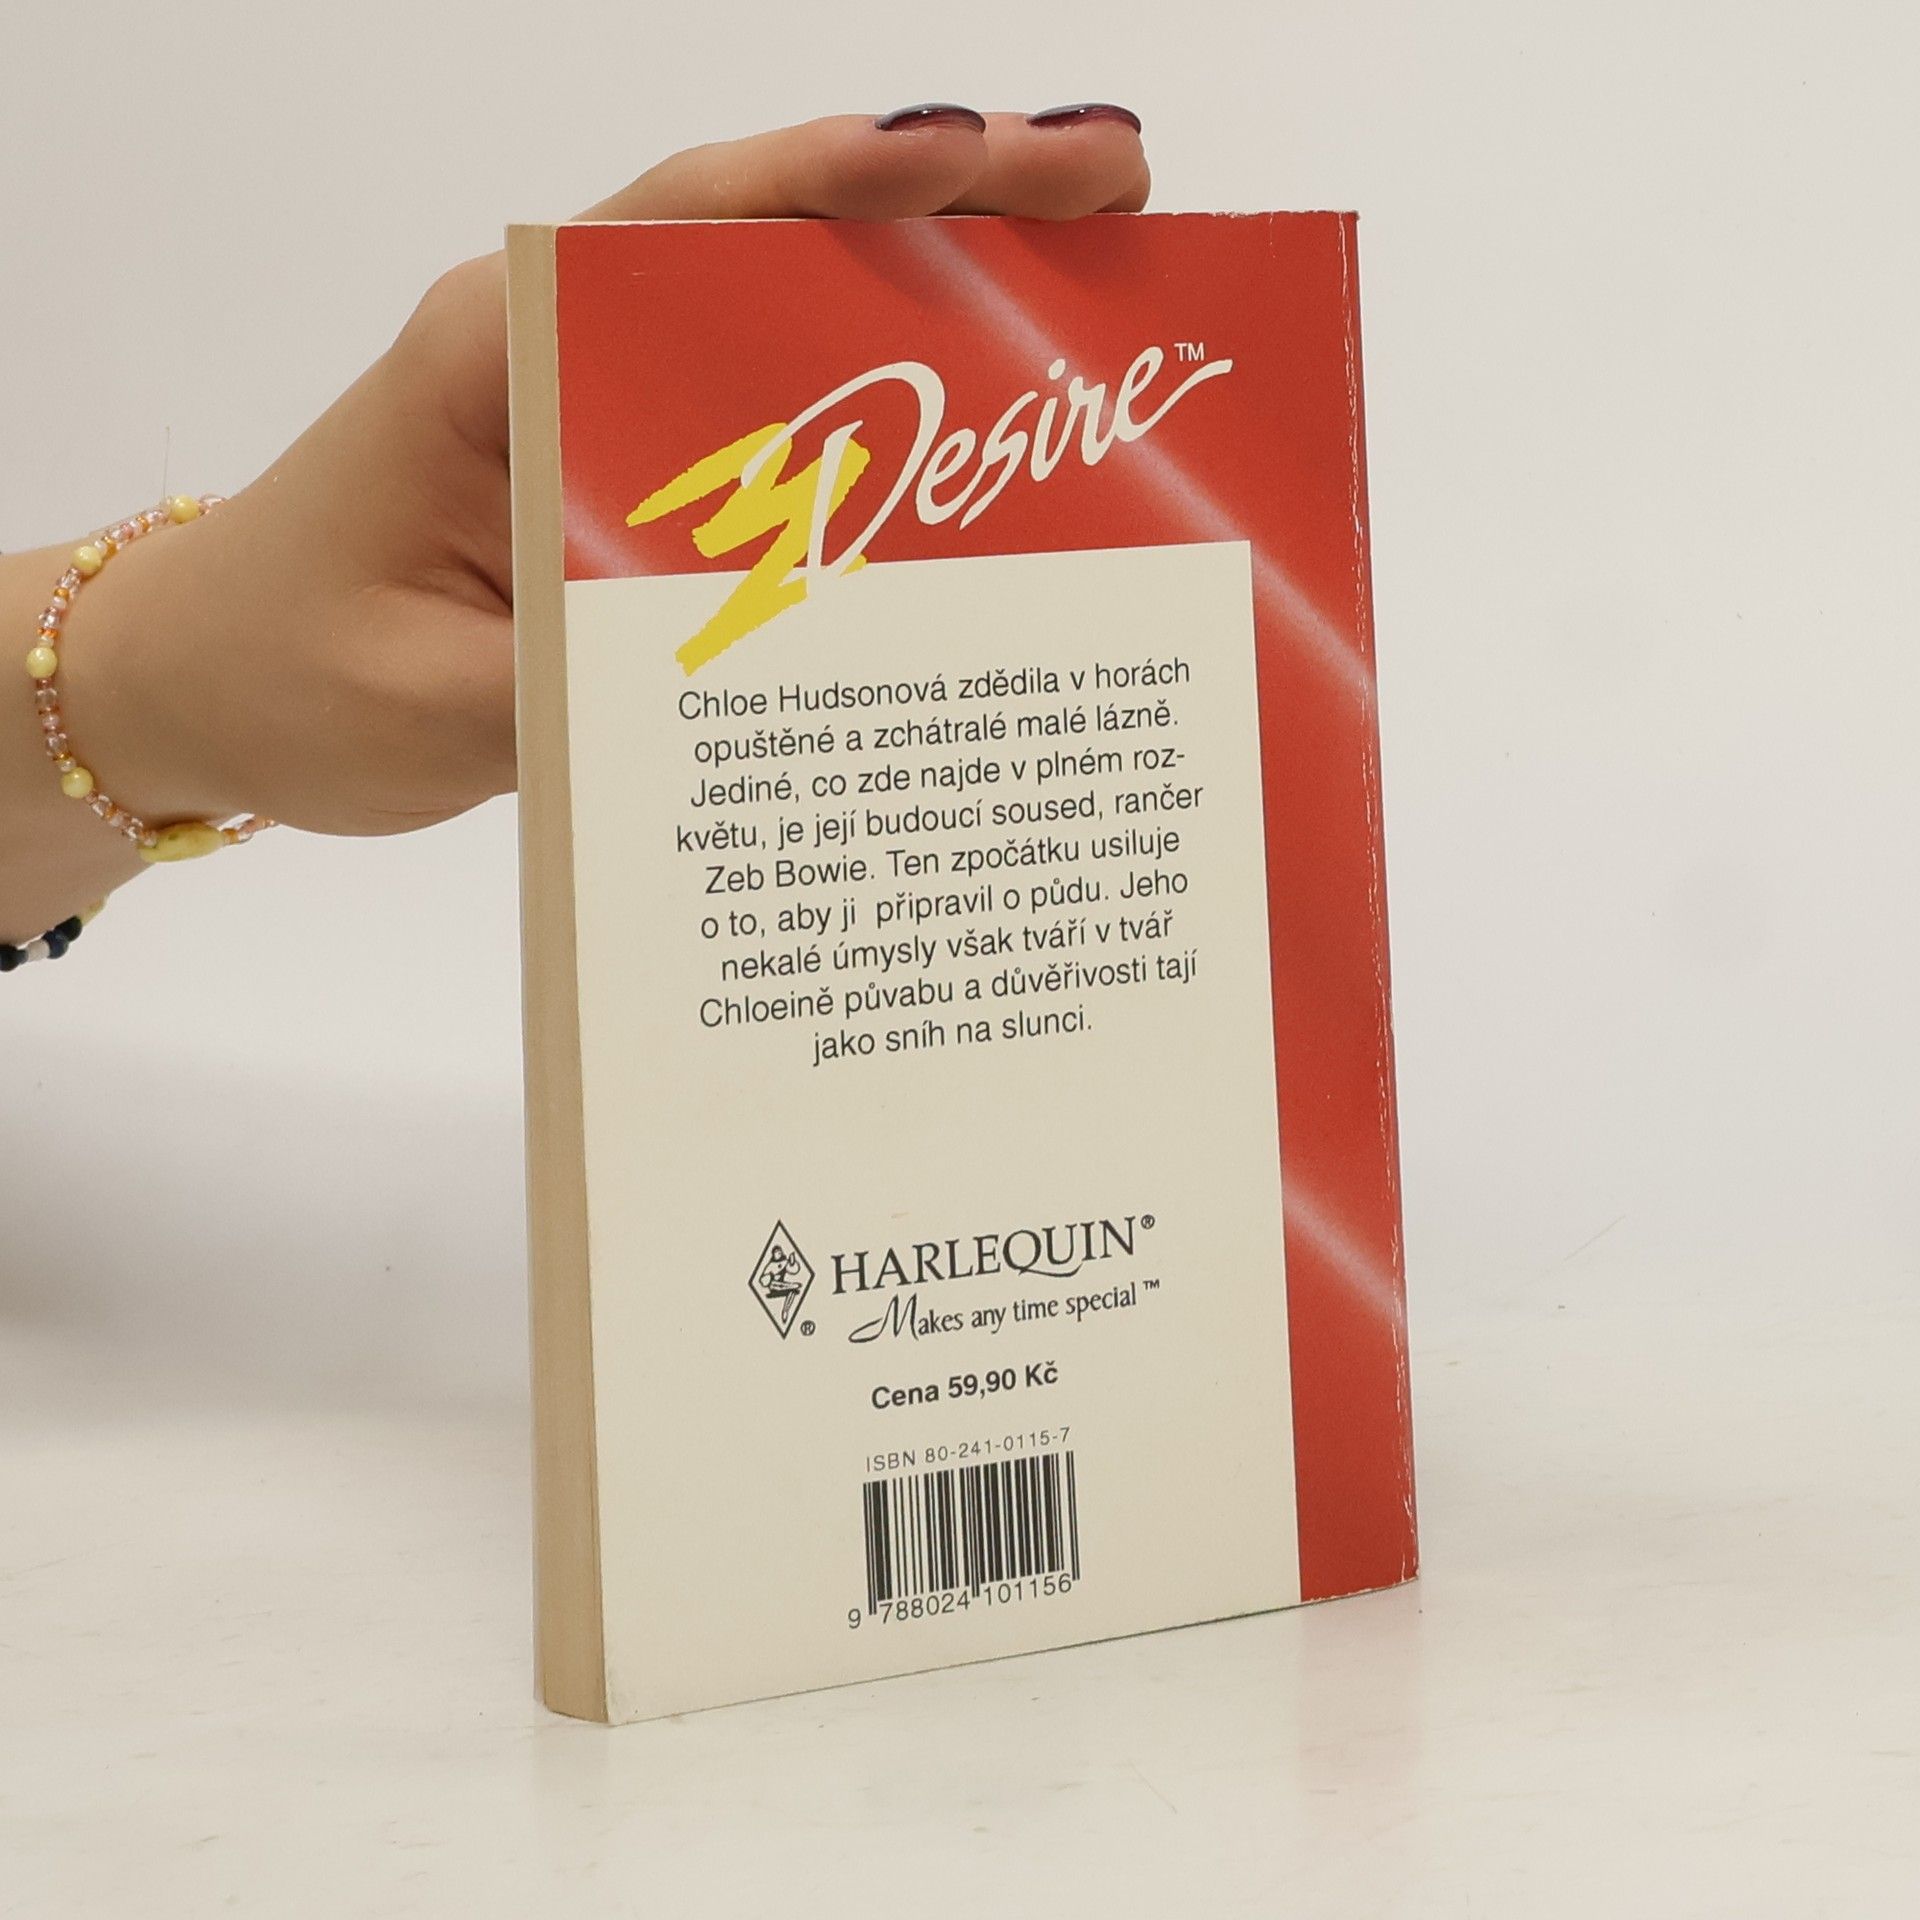 Desire™
Chloe Hudsonová zdědila v horách
opuštěné a zchátralé malé lázně.
Jediné, co zde najde v plném roz-
květu, je její budoucí soused, rančer
Zeb Bowie. Ten zpočátku usiluje
o to, aby ji připravil o půdu. Jeho
nekalé úmysly však tváří v tvář
Chloeině půvabu a důvěřivosti tají
jako sníh na slunci.
HARLEQUIN®
®
Makes any time special™
Cena 59,90 Kč
ISBN 80-241-0115-7
9 788024 101156